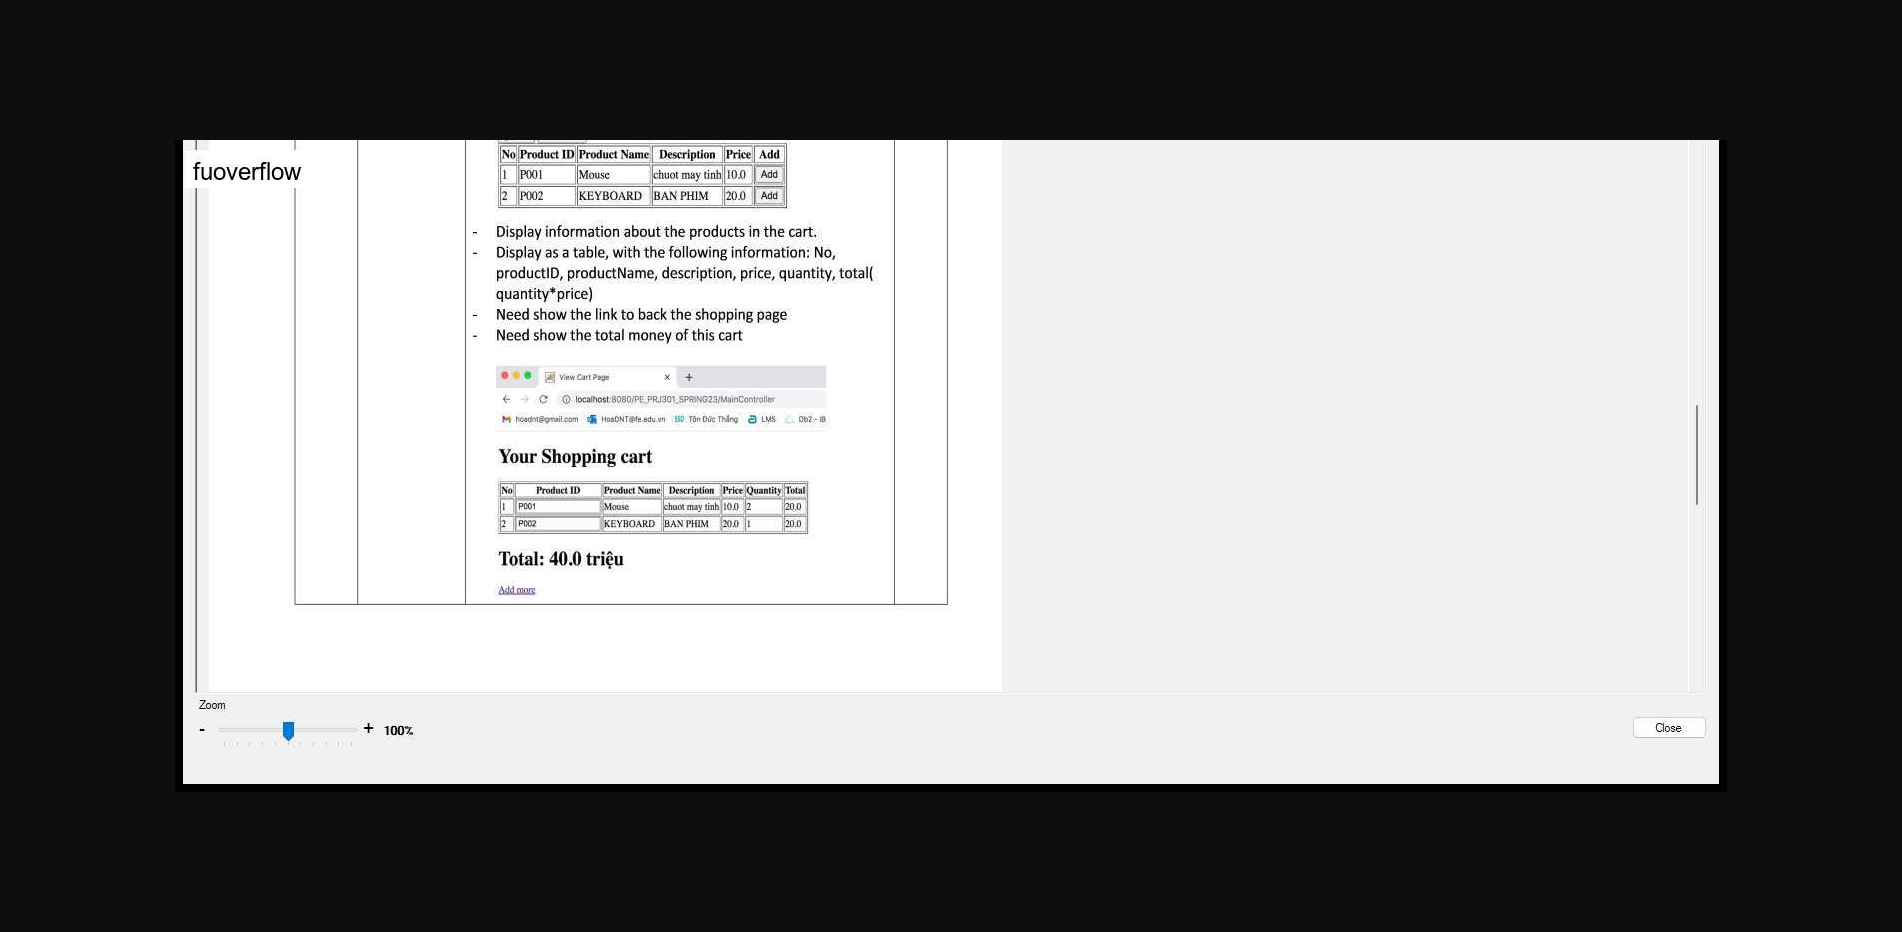 fuoverflow
No Product ID Product Name Description Price Add
1 P001 Mouse chuot may tinh 10.0 Add
2 P002 KEYBOARD BAN PHIM 20.0 Add
- Display information about the products in the cart.
- Display as a table, with the following information: No,
productID, productName, description, price, quantity, total(
quantity*price)
- Need show the link to back the shopping page
- Need show the total money of this cart
View Cart Page × +
localhost:8080/PE_PRJ301_SPRING23/MainController
hoadnt@gmail.com HoaDNT@fe.edu.vn SSO Tôn Đức Thắng LMS Db2 - IB
Your Shopping cart
No Product ID Product Name Description Price Quantity Total
1 P001 Mouse chuot may tinh 10.0 2 20.0
2 P002 KEYBOARD BAN PHIM 20.0 1 20.0
Total: 40.0 triệu
Add more
Zoom
- + 100%
Close